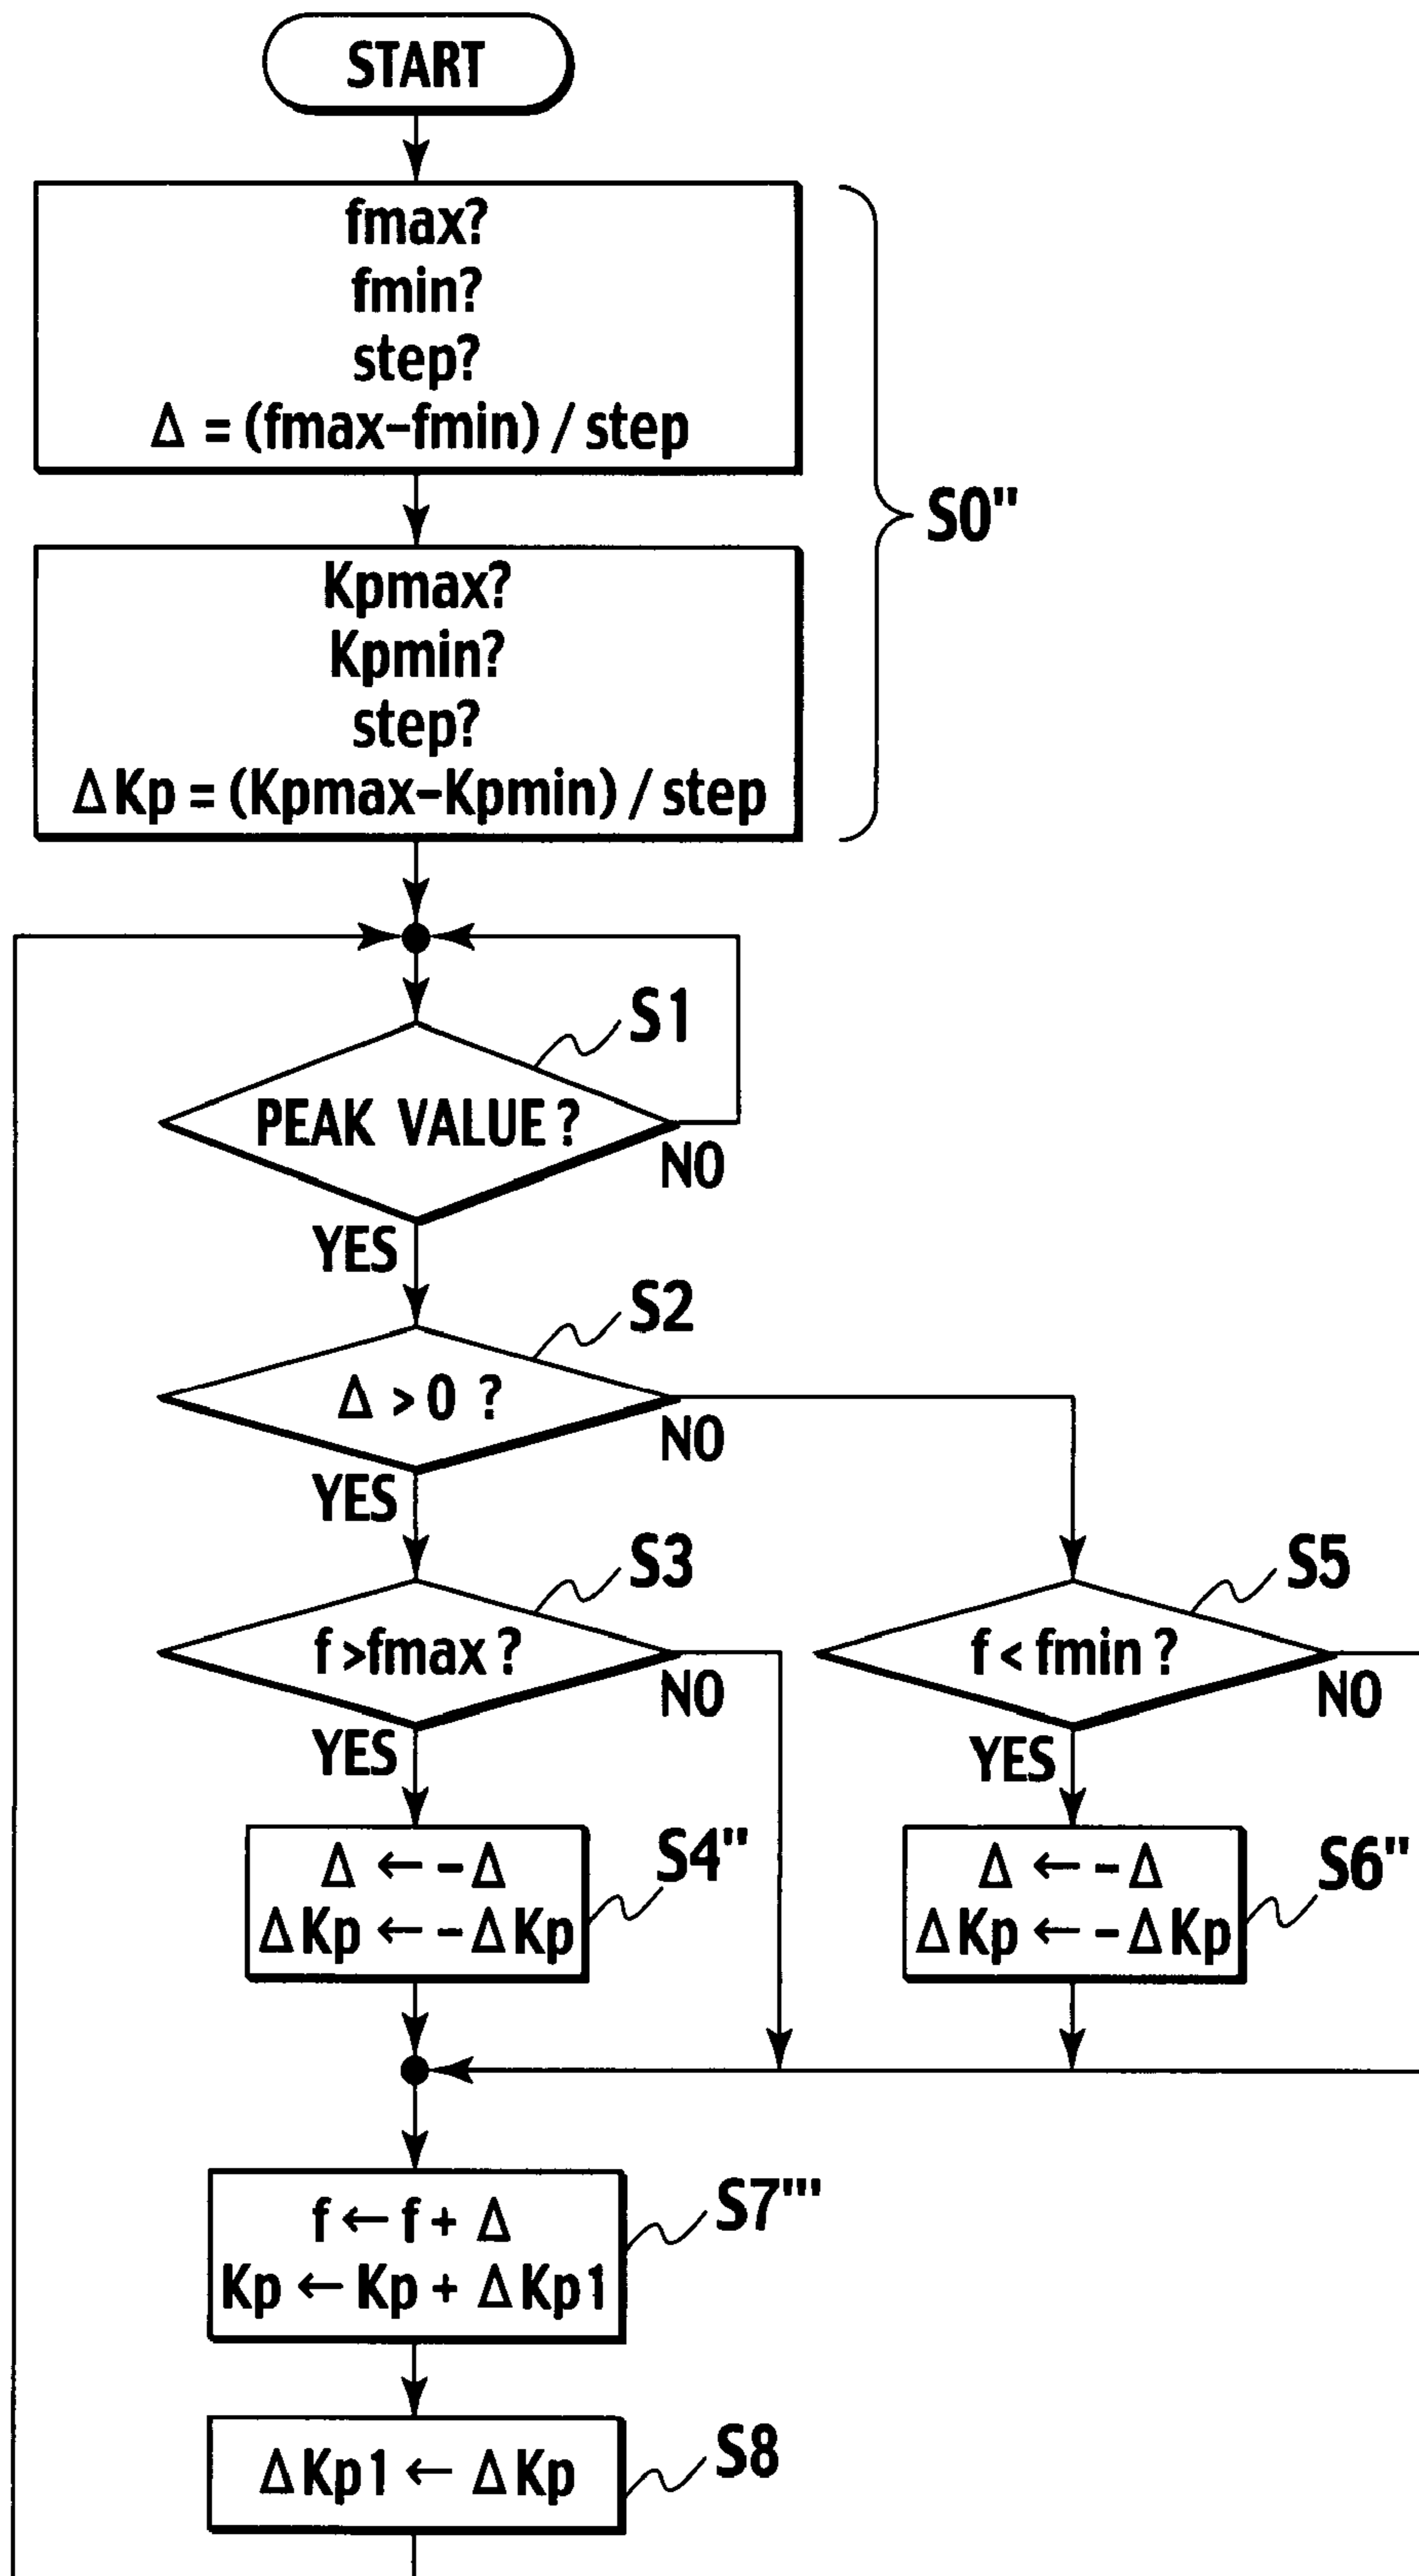 START
fmax?
fmin?
step?
Δ = (fmax-fmin) / step
S0"
Kpmax?
Kpmin?
step?
ΔKp = (Kpmax-Kpmin) / step
S1
PEAK VALUE ?
NO
YES
S2
Δ > 0 ?
NO
YES
S3
f >fmax ?
NO
YES
S5
f < fmin ?
NO
YES
S4"
Δ ← - Δ
ΔKp ← - ΔKp
S6"
Δ ← - Δ
ΔKp ← - ΔKp
S7'''
f ← f + Δ
Kp ← Kp + ΔKp1
S8
ΔKp1 ← ΔKp